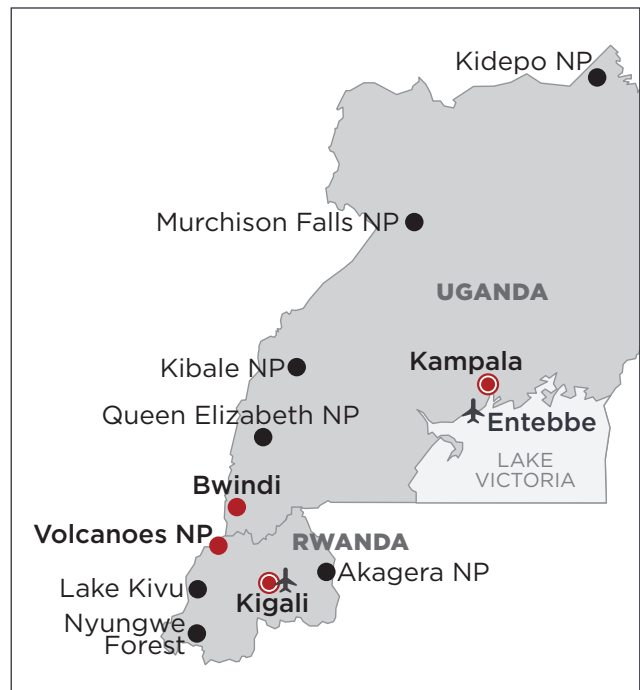 Kidepo NP
Murchison Falls NP
UGANDA
Kampala
Kibale NP
Queen Elizabeth NP
Entebbe
LAKE
VICTORIA
Bwindi
Volcanoes NP
RWANDA
Akagera NP
Lake Kivu
Kigali
Nyungwe
Forest